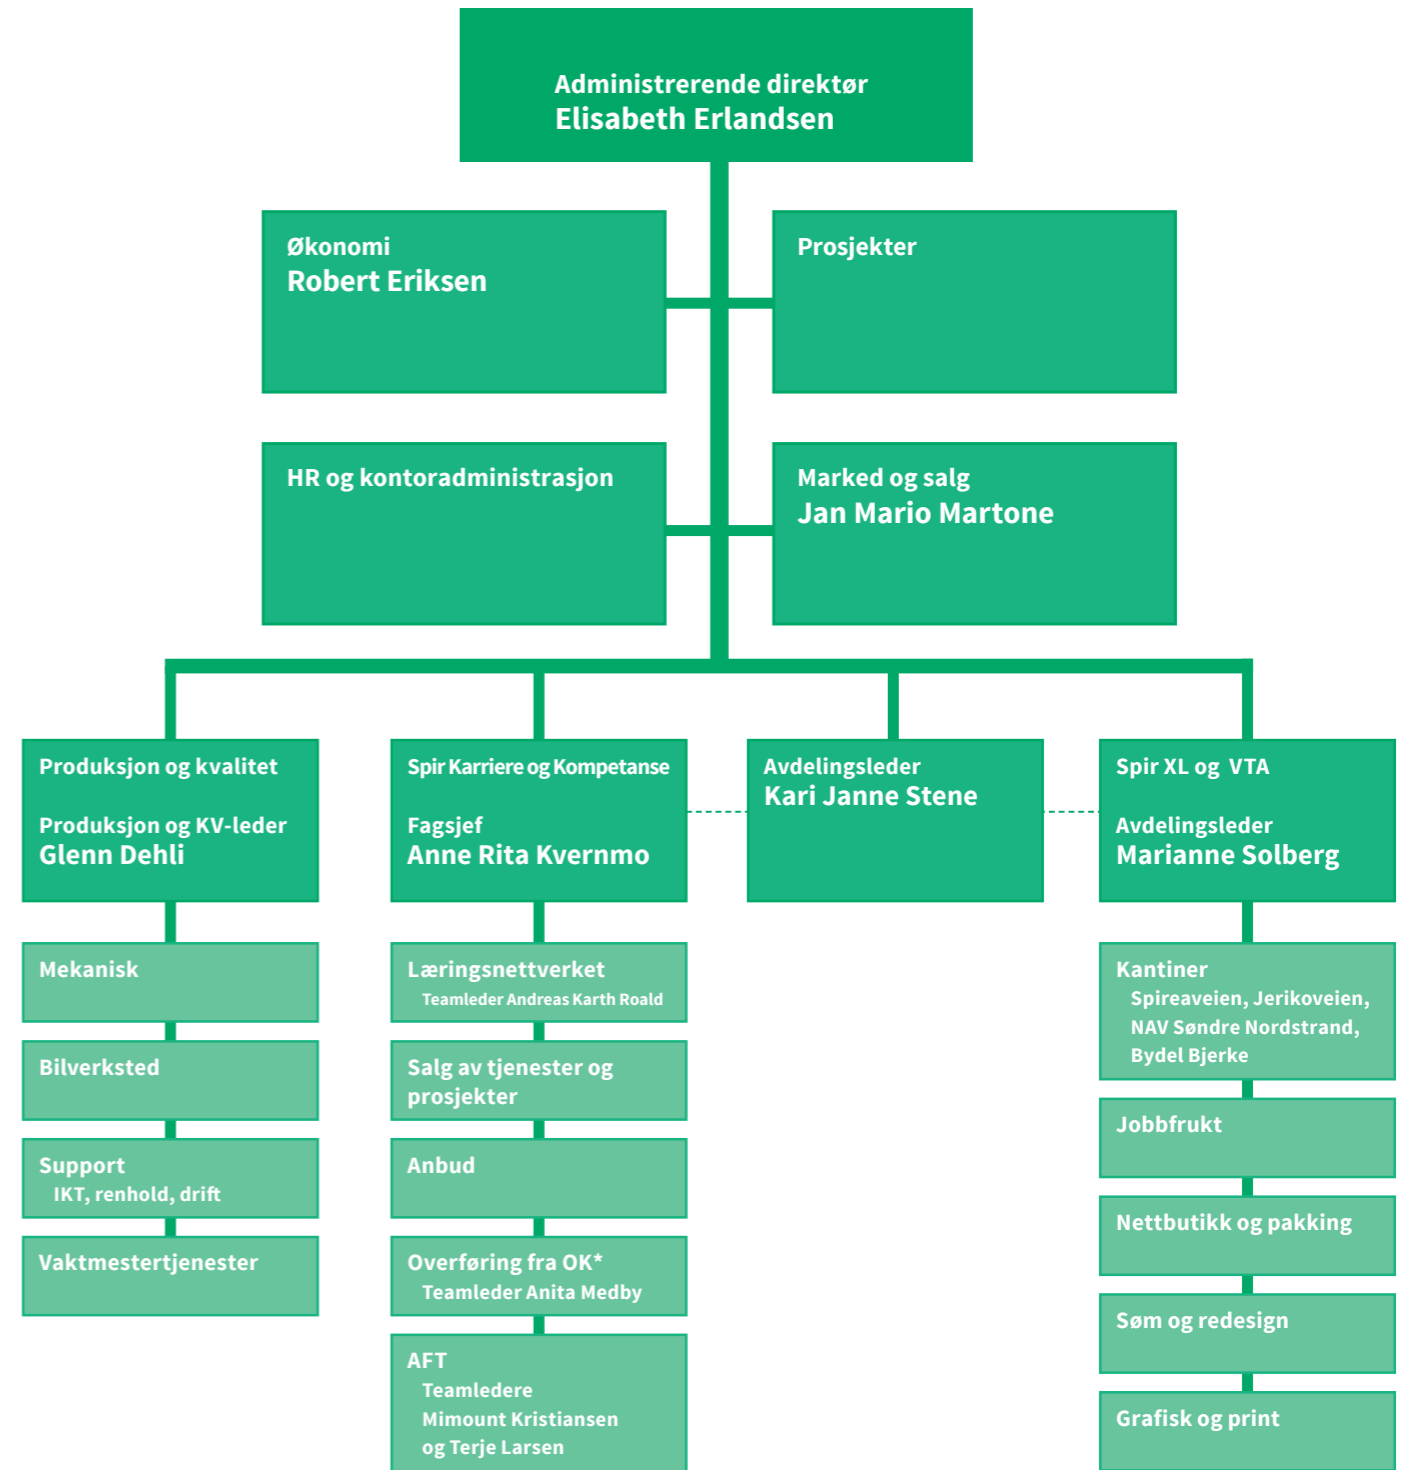 Administrerende direktør
Elisabeth Erlandsen
Økonomi
Robert Eriksen
Prosjekter
HR og kontoradministrasjon
Marked og salg
Jan Mario Martone
Produksjon og kvalitet
Produksjon og KV-leder
Glenn Dehli
Mekanisk
Bilverksted
Support
IKT, renhold, drift
Vaktmestertjenester
Spir Karriere og Kompetanse
Fagsjef
Anne Rita Kvernmo
Læringsnettverket
Teamleder Andreas Karth Roald
Salg av tjenester og
prosjekter
Anbud
Overføring fra OK*
Teamleder Anita Medby
AFT
Teamledere
Mimount Kristiansen
og Terje Larsen
Avdelingsleder
Kari Janne Stene
Spir XL og VTA
Avdelingsleder
Marianne Solberg
Kantiner
Spireaveien, Jerikoveien,
NAV Søndre Nordstrand,
Bydel Bjerke
Jobbfrukt
Nettbutikk og pakking
Søm og redesign
Grafisk og print